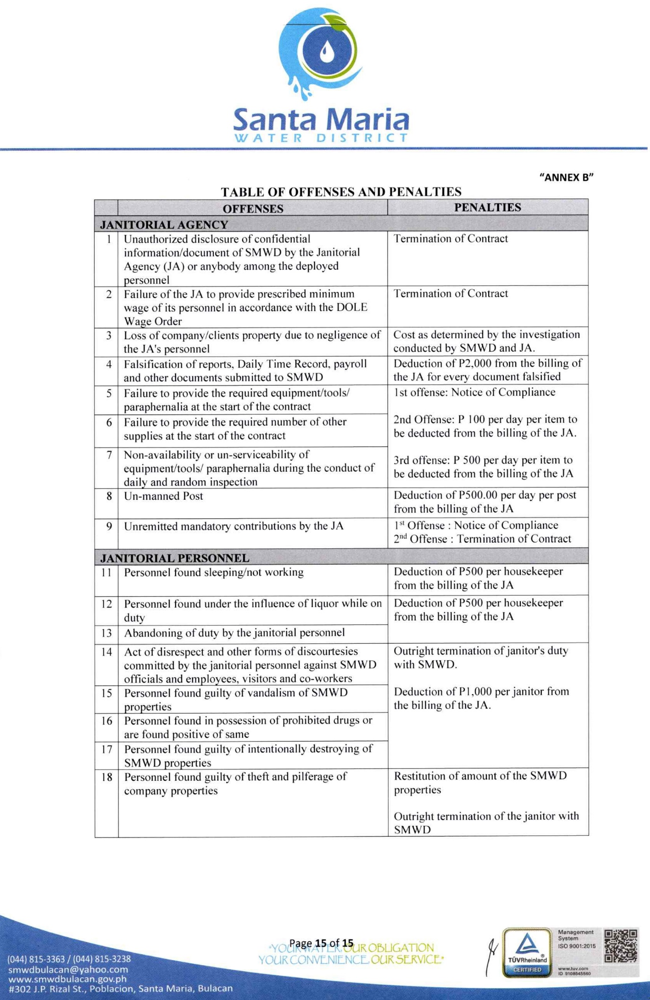 Santa Maria
WATER DISTRICT
"ANNEX B"
TABLE OF OFFENSES AND PENALTIES
OFFENSES PENALTIES
JANITORIAL AGENCY
1 Unauthorized disclosure of confidential
information/document of SMWD by the Janitorial
Agency (JA) or anybody among the deployed
personnel
Termination of Contract
2 Failure of the JA to provide prescribed minimum
wage of its personnel in accordance with the DOLE
Wage Order
Termination of Contract
3 Loss of company/clients property due to negligence of
the JA's personnel
Cost as determined by the investigation
conducted by SMWD and JA.
4 Falsification of reports, Daily Time Record, payroll
and other documents submitted to SMWD
Deduction of P2,000 from the billing of
the JA for every document falsified
5 Failure to provide the required equipment/tools/
paraphernalia at the start of the contract
6 Failure to provide the required number of other
supplies at the start of the contract
7 Non-availability or un-serviceability of
equipment/tools/ paraphernalia during the conduct of
daily and random inspection
1st offense: Notice of Compliance
2nd Offense: P 100 per day per item to
be deducted from the billing of the JA.
3rd offense: P 500 per day per item to
be deducted from the billing of the JA
8 Un-manned Post
Deduction of P500.00 per day per post
from the billing of the JA
9 Unremitted mandatory contributions by the JA
1st Offense : Notice of Compliance
2nd Offense : Termination of Contract
JANITORIAL PERSONNEL
11 Personnel found sleeping/not working
Deduction of P500 per housekeeper
from the billing of the JA
12 Personnel found under the influence of liquor while on
duty
13 Abandoning of duty by the janitorial personnel
Deduction of P500 per housekeeper
from the billing of the JA
14 Act of disrespect and other forms of discourtesies
committed by the janitorial personnel against SMWD
officials and employees, visitors and co-workers
15 Personnel found guilty of vandalism of SMWD
properties
16 Personnel found in possession of prohibited drugs or
are found positive of same
17 Personnel found guilty of intentionally destroying of
SMWD properties
Outright termination of janitor's duty
with SMWD.
Deduction of P1,000 per janitor from
the billing of the JA.
18 Personnel found guilty of theft and pilferage of
company properties
Restitution of amount of the SMWD
properties
Outright termination of the janitor with
SMWD
Page 15 of 15
"YOUR WATER, OUR OBLIGATION
YOUR CONVENIENCE, OUR SERVICE"
(044) 815-3363 / (044) 815-3238
smwdbulacan@yahoo.com
www.smwdbulacan.gov.ph
#302 J.P. Rizal St., Poblacion, Santa Maria, Bulacan
TÜVRheinland®
CERTIFIED
Management
System
ISO 9001:2015
www.tuv.com
ID 9108645560